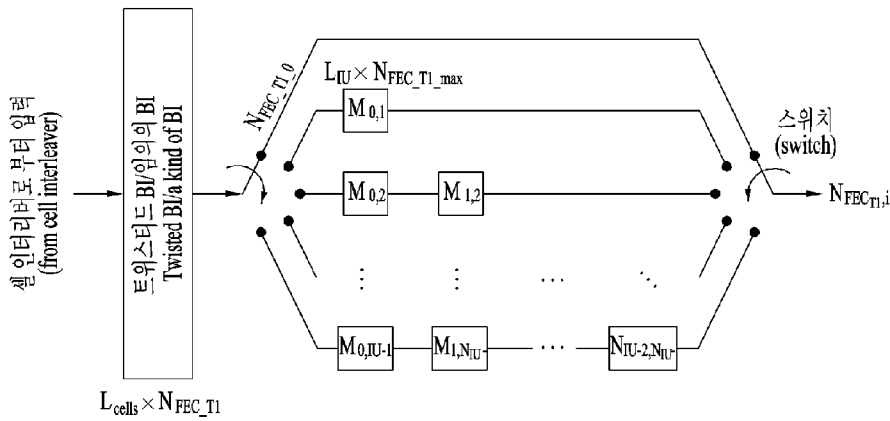 셀 인터리버로부터 입력
(from cell interleaver)
트위스티드 BI/임의의 BI
Twisted BI/a kind of BI
L_cells × N_FEC_T1
N_FEC_T1_0
L_IU × N_FEC_T1_max
M_0,1
M_0,2 M_1,2
⋮ ⋮ ⋯ ⋱
M_0,IU-1 M_1,N_IU- ⋯ N_IU-2,N_IU-
스위치
(switch)
N_FEC_T1,i